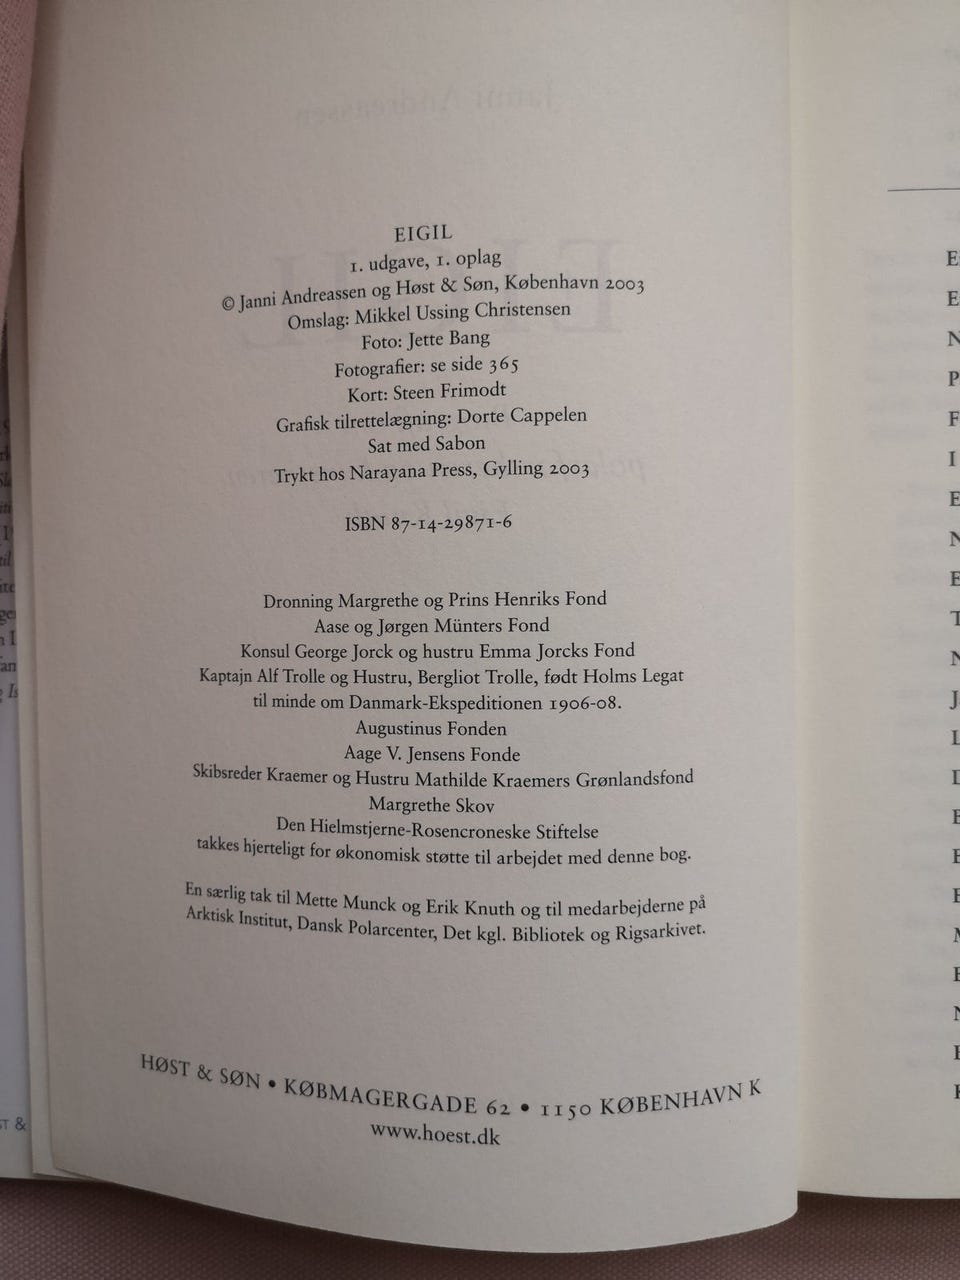 EIGIL
1. udgave, 1. oplag
© Janni Andreassen og Høst & Søn, København 2003
Omslag: Mikkel Ussing Christensen
Foto: Jette Bang
Fotografier: se side 365
Kort: Steen Frimodt
Grafisk tilrettelægning: Dorte Cappelen
Sat med Sabon
Trykt hos Narayana Press, Gylling 2003
ISBN 87-14-29871-6
Dronning Margrethe og Prins Henriks Fond
Aase og Jørgen Münters Fond
Konsul George Jorck og hustru Emma Jorcks Fond
Kaptajn Alf Trolle og Hustru, Bergliot Trolle, født Holms Legat
til minde om Danmark-Ekspeditionen 1906-08.
Augustinus Fonden
Aage V. Jensens Fonde
Skibsreder Kraemer og Hustru Mathilde Kraemers Grønlandsfond
Margrethe Skov
Den Hielmstjerne-Rosencroneske Stiftelse
takkes hjerteligt for økonomisk støtte til arbejdet med denne bog.
En særlig tak til Mette Munck og Erik Knuth og til medarbejderne på
Arktisk Institut, Dansk Polarcenter, Det kgl. Bibliotek og Rigsarkivet.
HØST & SØN • KØBMAGERGADE 62 • 1150 KØBENHAVN K
www.hoest.dk